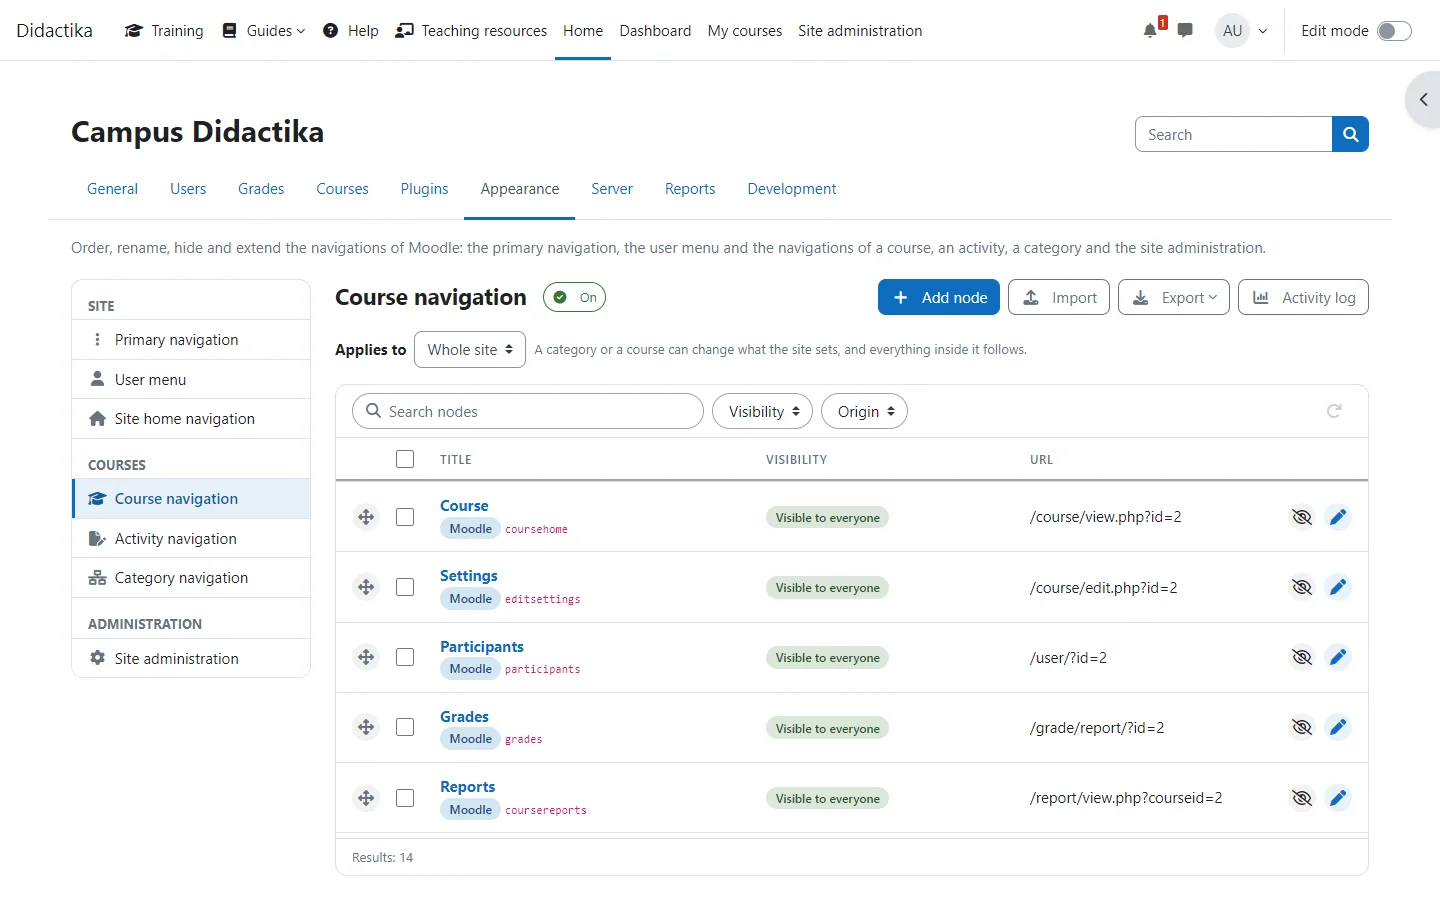 Didactika Training Guides Help Teaching resources Home Dashboard My courses Site administration 1 AU Edit mode
Campus Didactika
Search
General Users Grades Courses Plugins Appearance Server Reports Development
Order, rename, hide and extend the navigations of Moodle: the primary navigation, the user menu and the navigations of a course, an activity, a category and the site administration.
SITE
Primary navigation
User menu
Site home navigation
COURSES
Course navigation
Activity navigation
Category navigation
ADMINISTRATION
Site administration
Course navigation On
Add node Import Export Activity log
Applies to Whole site A category or a course can change what the site sets, and everything inside it follows.
Search nodes Visibility Origin
TITLE VISIBILITY URL
Course
Moodle coursehome
Visible to everyone
/course/view.php?id=2
Settings
Moodle editsettings
Visible to everyone
/course/edit.php?id=2
Participants
Moodle participants
Visible to everyone
/user/?id=2
Grades
Moodle grades
Visible to everyone
/grade/report/?id=2
Reports
Moodle coursereports
Visible to everyone
/report/view.php?courseid=2
Results: 14